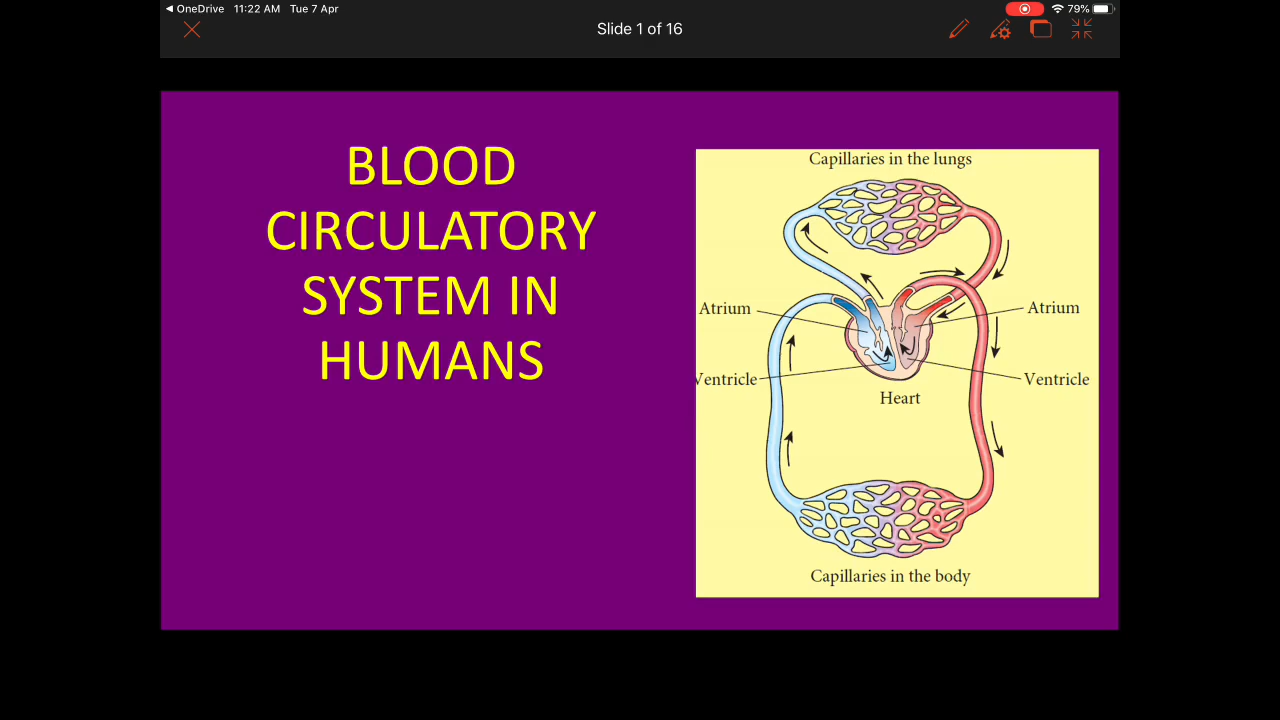 OneDrive 11:22 AM Tue 7 Apr
79%
Slide 1 of 16
BLOOD
CIRCULATORY
SYSTEM IN
HUMANS
Capillaries in the lungs
Atrium
Atrium
Ventricle
Ventricle
Heart
Capillaries in the body